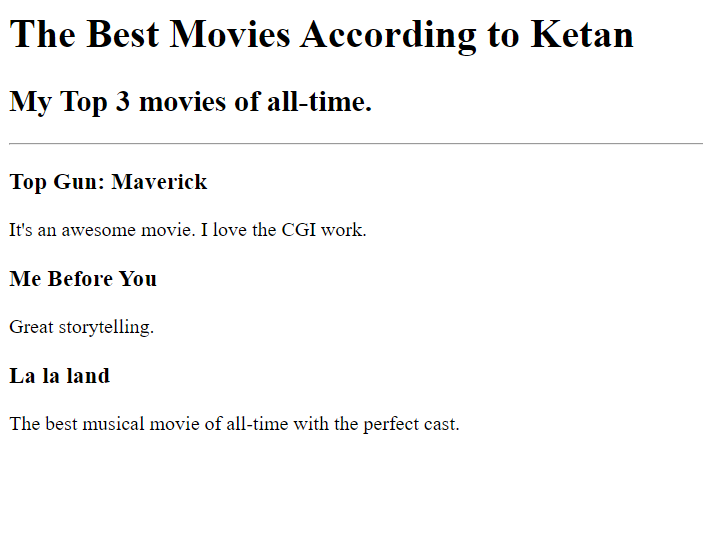 The Best Movies According to Ketan
My Top 3 movies of all-time.
Top Gun: Maverick
It's an awesome movie. I love the CGI work.
Me Before You
Great storytelling.
La la land
The best musical movie of all-time with the perfect cast.